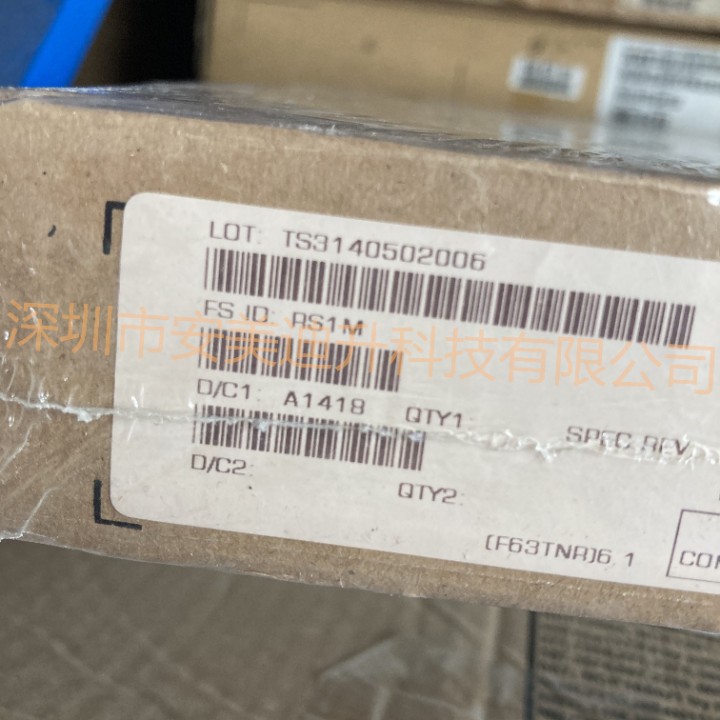 LOT: TS3140502006
FS ID: RS1M
深圳市安美迪升科技有限公司
D/C1: A1418 QTY1: SPEC REV
D/C2: QTY2:
(F63TNR)6.1